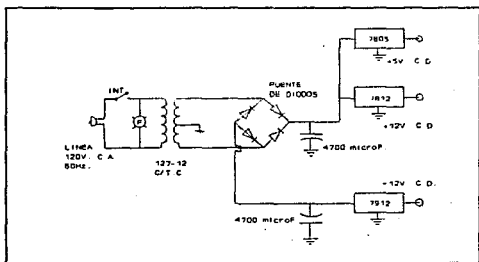 7805
+5V C D
INT.
PUENTE
DE DIODOS
7812
+12V C D
F
LINEA
120V. C A.
60Hz.
127-12
C/T C
4700 microF.
-12V C D.
4700 microF
7912